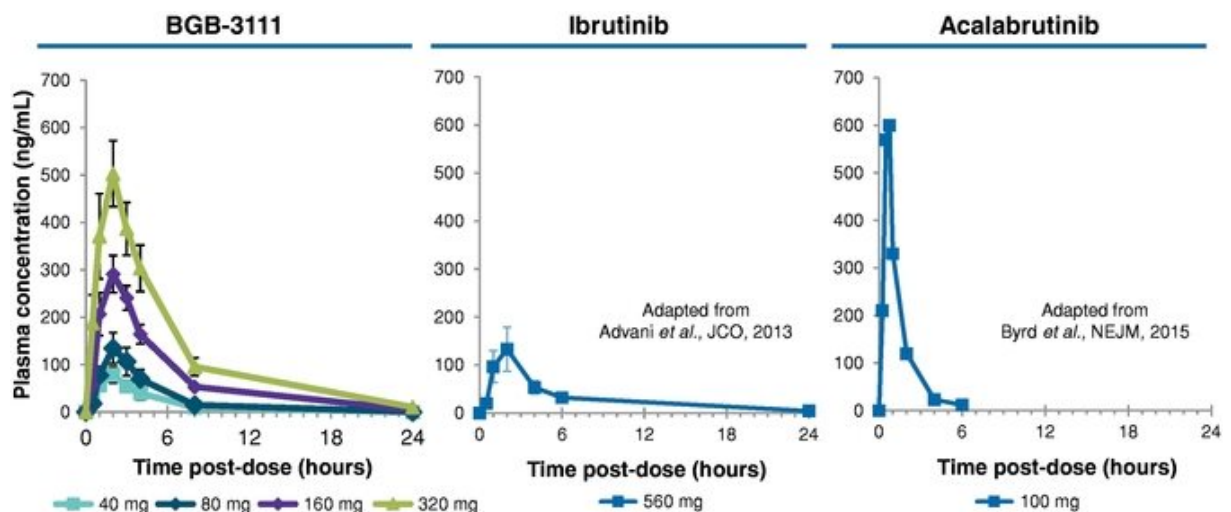 BGB-3111
Ibrutinib
Acalabrutinib
Plasma concentration (ng/mL)
700
600
500
400
300
200
100
0
0 6 12 18 24
Time post-dose (hours)
40 mg 80 mg 160 mg 320 mg
700
600
500
400
300
200
100
0
Adapted from
Advani et al., JCO, 2013
0 6 12 18 24
Time post-dose (hours)
560 mg
700
600
500
400
300
200
100
0
Adapted from
Byrd et al., NEJM, 2015
0 6 12 18 24
Time post-dose (hours)
100 mg